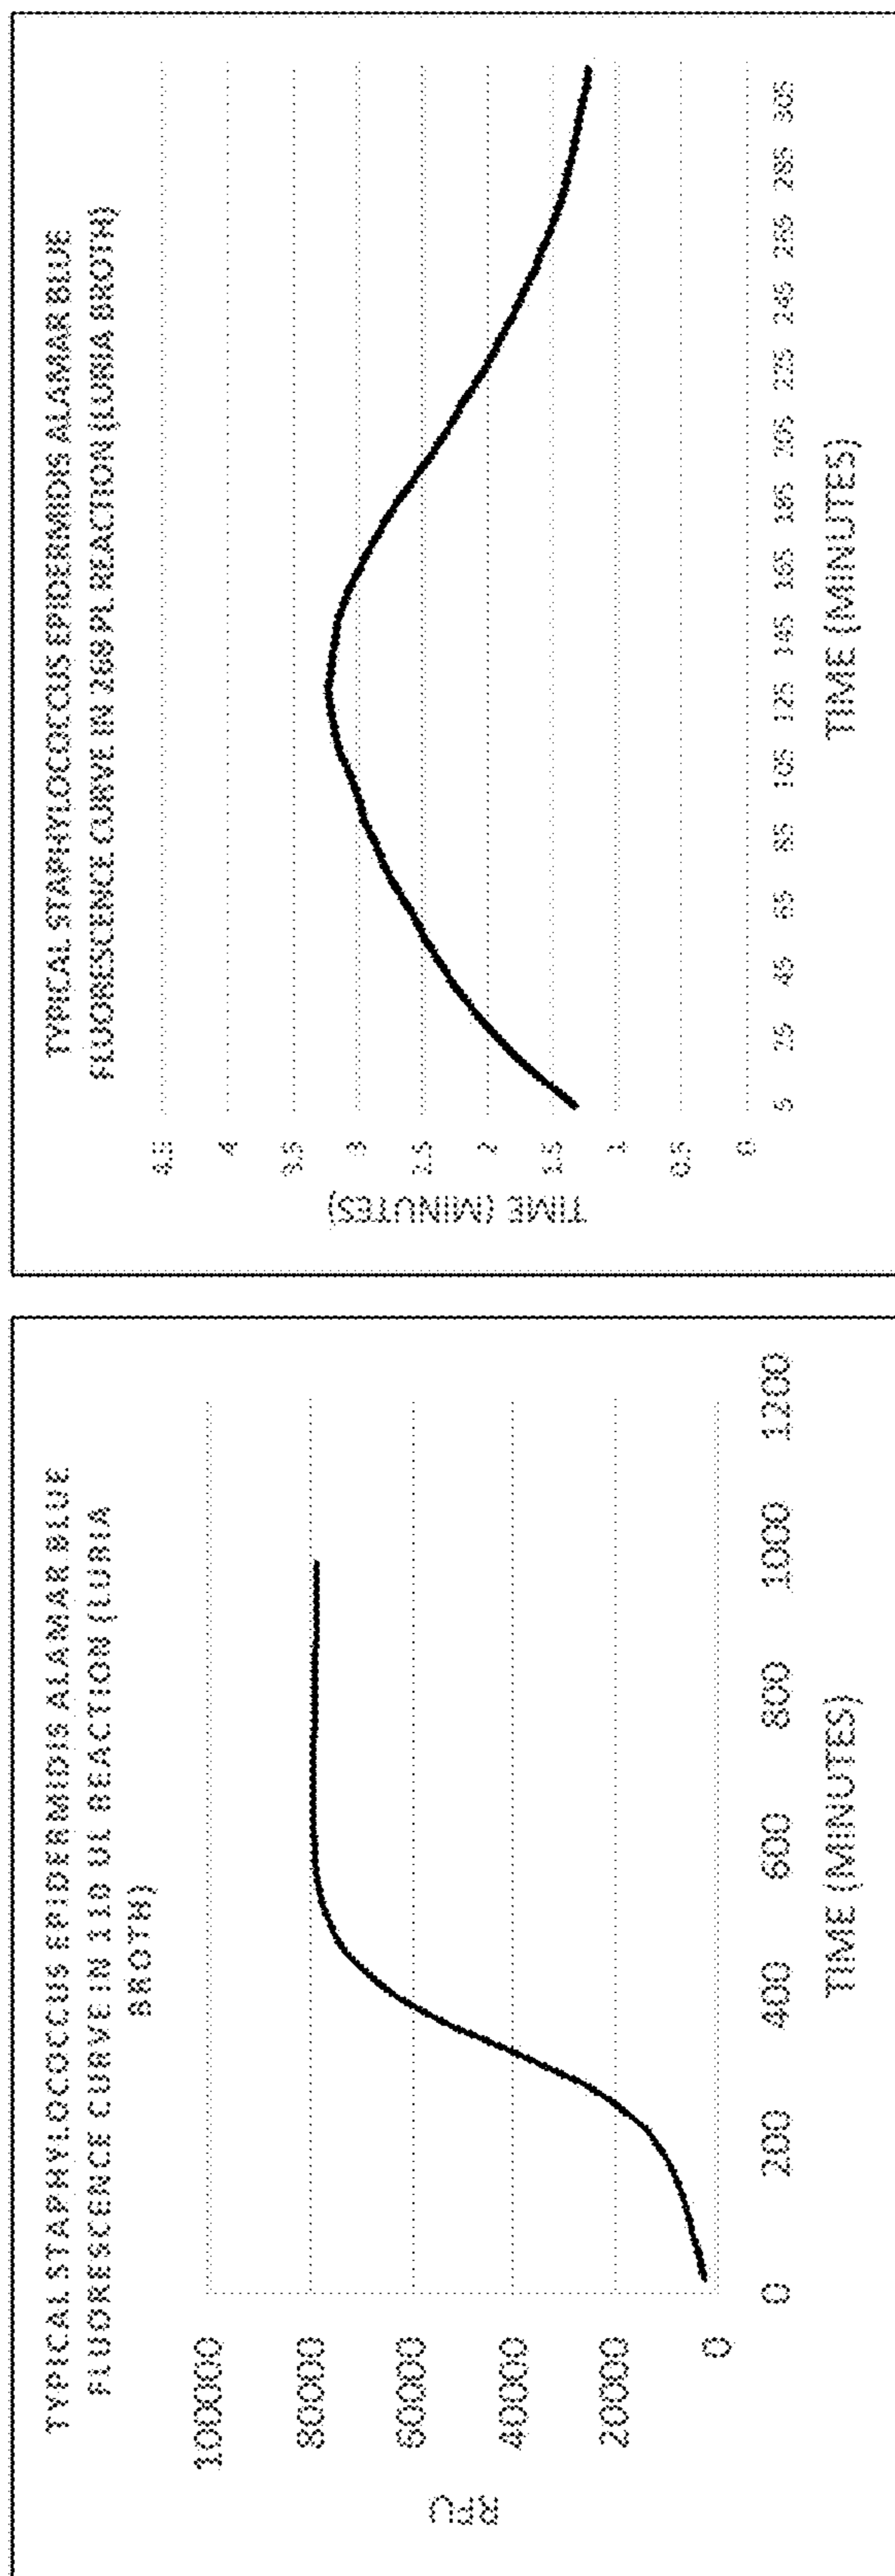 TYPICAL STAPHYLOCOCCUS EPIDERMIDIS ALAMAR BLUE
FLUORESCENCE CURVE IN 110 UL REACTION (LURIA
BROTH)
100000
80000
60000
40000
20000
0
RFU
0 200 400 600 800 1000 1200
TIME (MINUTES)
TYPICAL STAPHYLOCOCCUS EPIDERMIDIS ALAMAR BLUE
FLUORESCENCE CURVE IN 269 PL REACTION (LURIA BROTH)
4.5
4
3.5
3
2.5
2
1.5
1
0.5
0
TIME (MINUTES)
5 25 45 65 85 105 125 145 165 185 205 225 245 265 285 305
TIME (MINUTES)